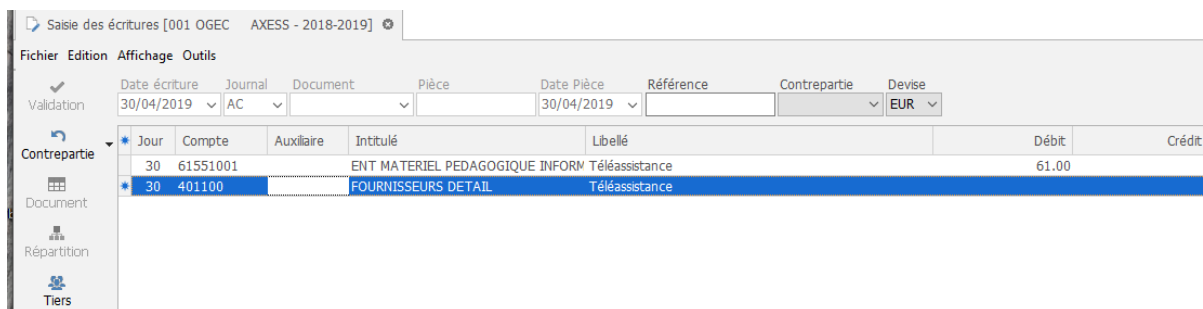 Saisie des écritures [001 OGEC AXESS - 2018-2019]
Fichier Edition Affichage Outils
Validation
Date écriture Journal Document Pièce Date Pièce Référence Contrepartie Devise
30/04/2019 AC 30/04/2019 EUR
Contrepartie
Jour Compte Auxiliaire Intitulé Libellé Débit Crédit
30 61551001 ENT MATERIEL PEDAGOGIQUE INFORM Téléassistance 61.00
30 401100 FOURNISSEURS DETAIL Téléassistance
Document
Répartition
Tiers